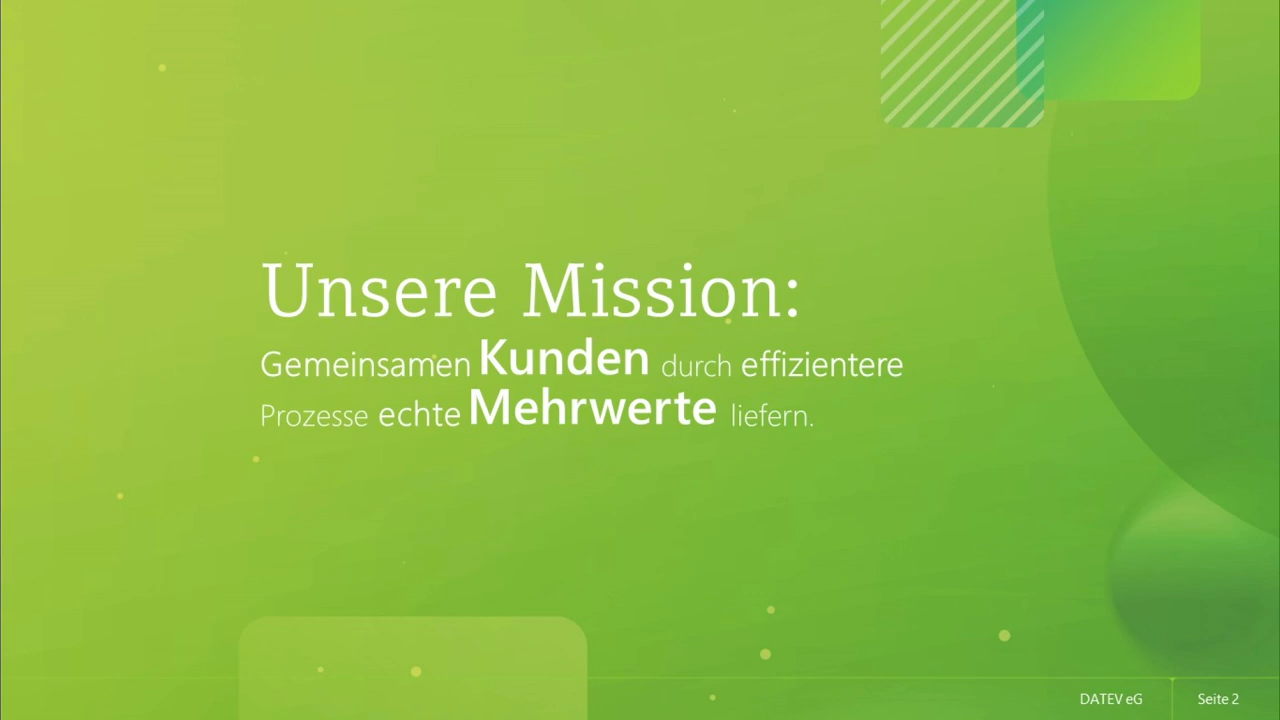 Unsere Mission:
Gemeinsamen Kunden durch effizientere
Prozesse echte Mehrwerte liefern.
DATEV eG
Seite 2